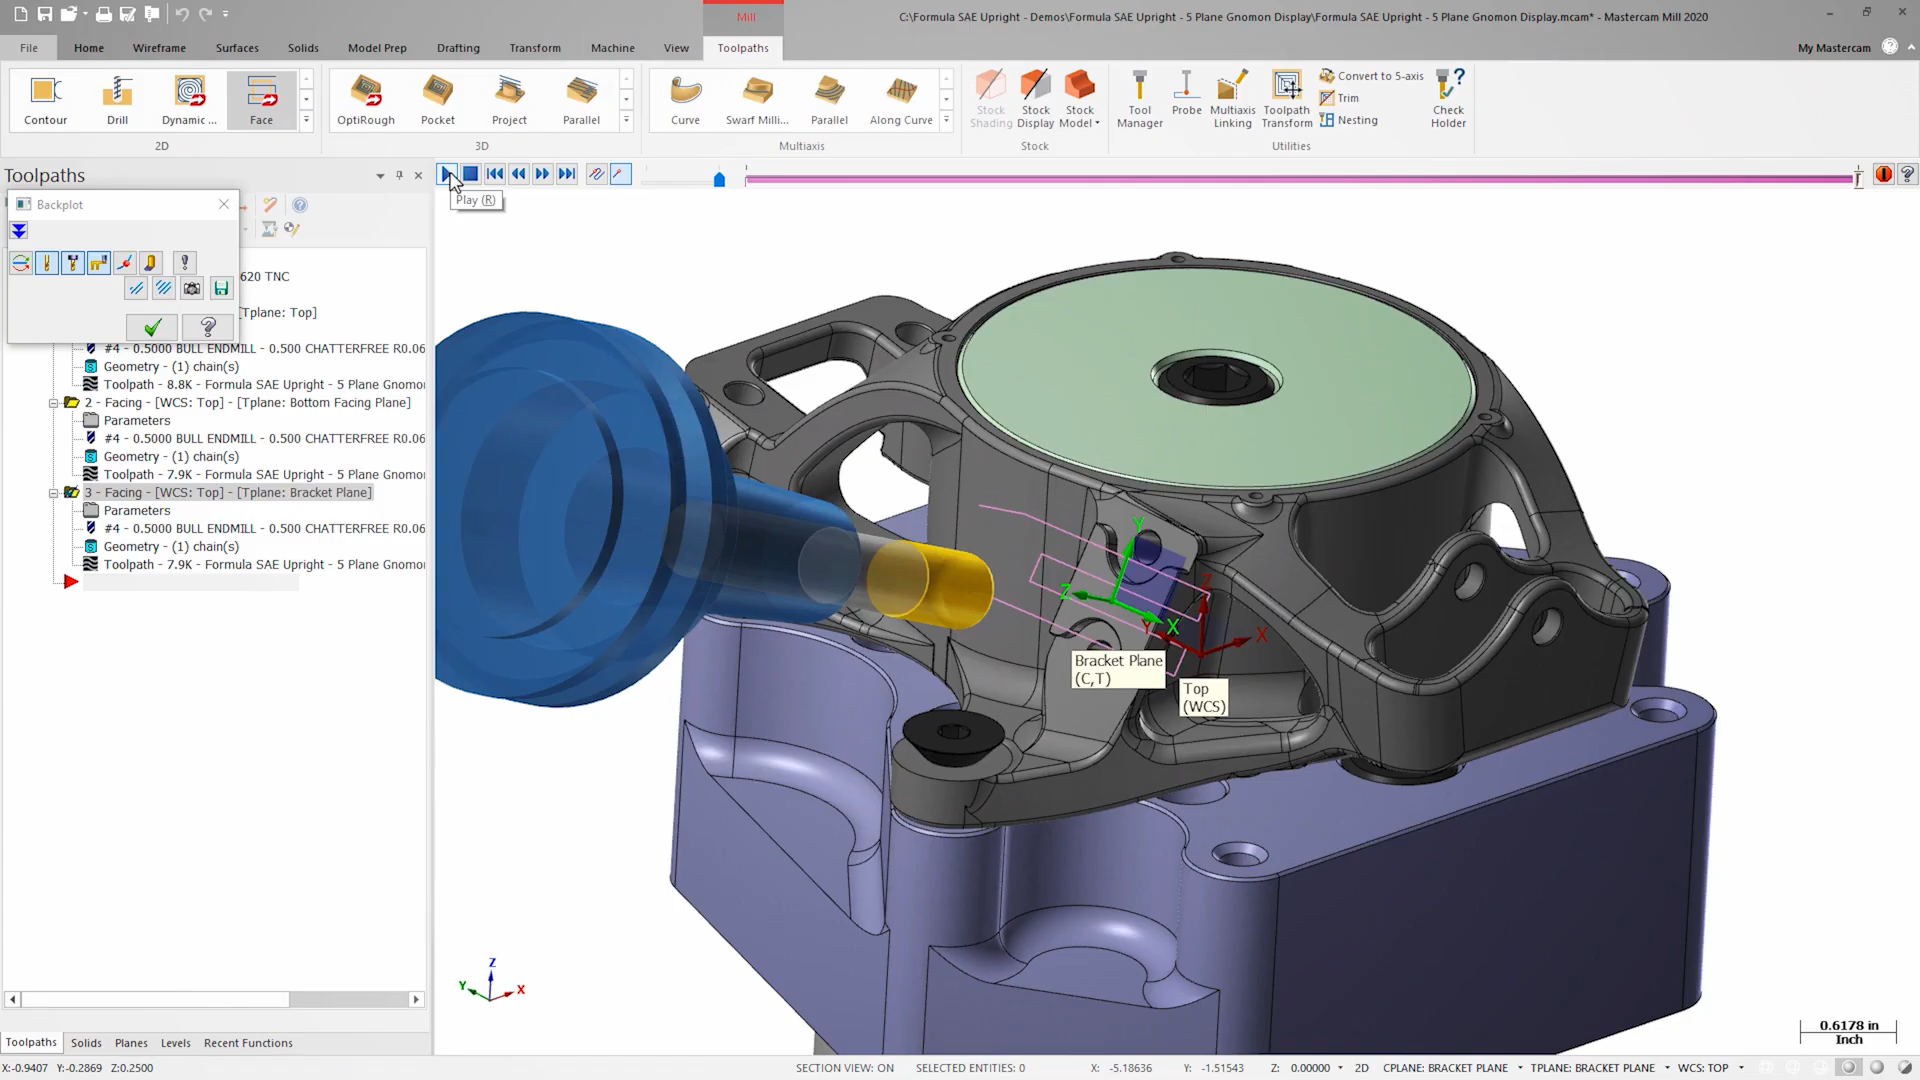 Mill
C:\Formula SAE Upright - Demos\Formula SAE Upright - 5 Plane Gnomon Display\Formula SAE Upright - 5 Plane Gnomon Display.mcam* - Mastercam Mill 2020
File Home Wireframe Surfaces Solids Model Prep Drafting Transform Machine View Toolpaths My Mastercam
Contour Drill Dynamic ... Face
2D
OptiRough Pocket Project Parallel
3D
Curve Swarf Milli... Parallel Along Curve
Multiaxis
Stock Shading Stock Display Stock Model
Stock
Tool Manager Probe Multiaxis Linking Toolpath Transform Convert to 5-axis
Trim
Nesting
Check Holder
Utilities
Toolpaths
Play (R)
Backplot
620 TNC
[Tplane: Top]
#4 - 0.5000 BULL ENDMILL - 0.500 CHATTERFREE R0.06
Geometry - (1) chain(s)
Toolpath - 8.8K - Formula SAE Upright - 5 Plane Gnomo
2 - Facing - [WCS: Top] - [Tplane: Bottom Facing Plane]
Parameters
#4 - 0.5000 BULL ENDMILL - 0.500 CHATTERFREE R0.06
Geometry - (1) chain(s)
Toolpath - 7.9K - Formula SAE Upright - 5 Plane Gnomo
3 - Facing - [WCS: Top] - [Tplane: Bracket Plane]
Parameters
#4 - 0.5000 BULL ENDMILL - 0.500 CHATTERFREE R0.06
Geometry - (1) chain(s)
Toolpath - 7.9K - Formula SAE Upright - 5 Plane Gnomo
Y
Z
X
Z
Y
X
Bracket Plane
(C,T)
Top
(WCS)
Z
Y
X
0.6178 in
Inch
Toolpaths Solids Planes Levels Recent Functions
X:-0.9407 Y:-0.2869 Z:0.2500 SECTION VIEW: ON SELECTED ENTITIES: 0 X: -5.18636 Y: -1.51543 Z: 0.00000 2D CPLANE: BRACKET PLANE TPLANE: BRACKET PLANE WCS: TOP